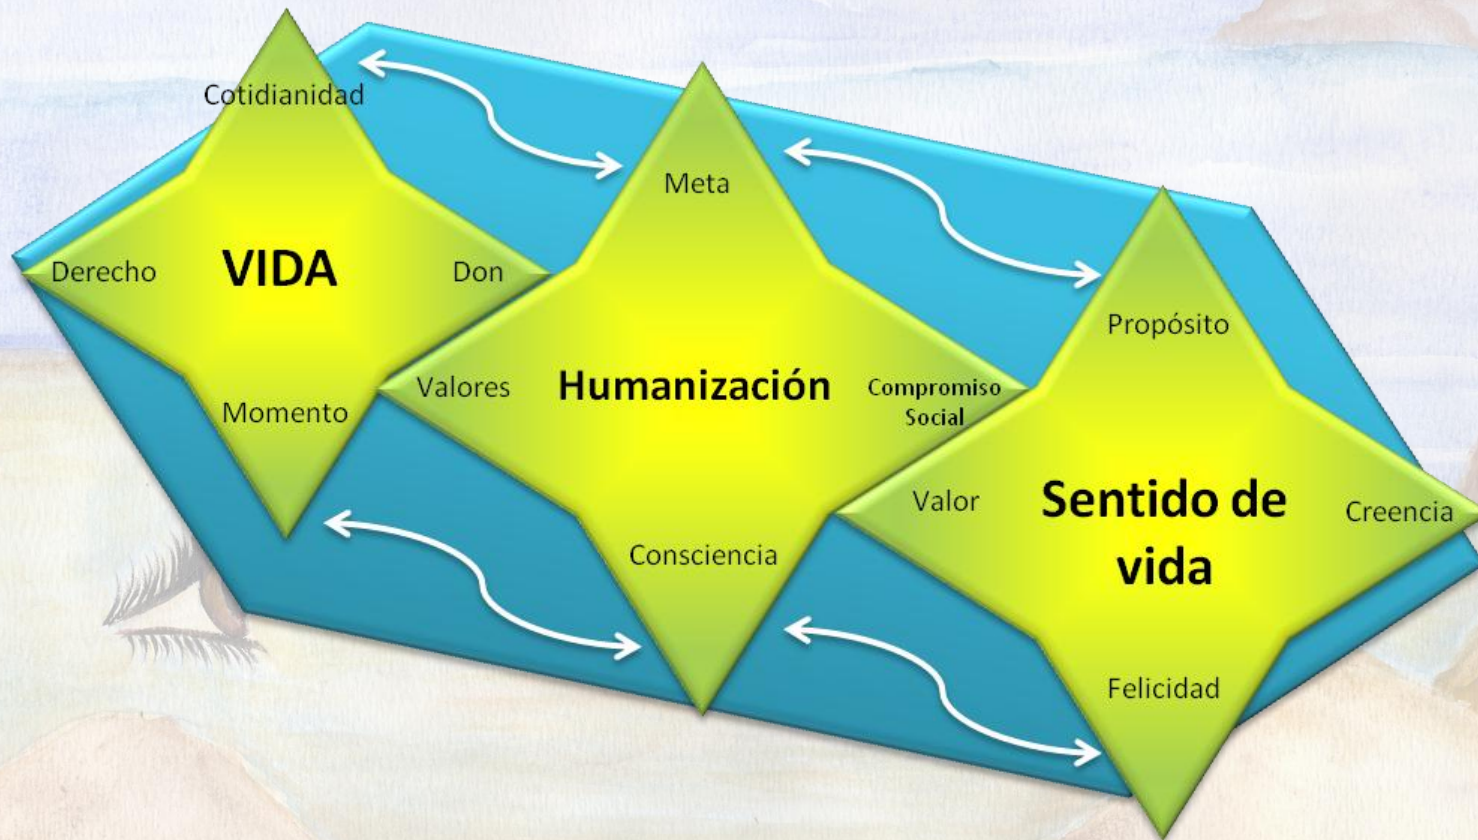 Cotidianidad
Derecho
VIDA
Don
Momento
Meta
Valores
Humanización
Compromiso
Social
Consciencia
Propósito
Valor
Sentido de
vida
Creencia
Felicidad